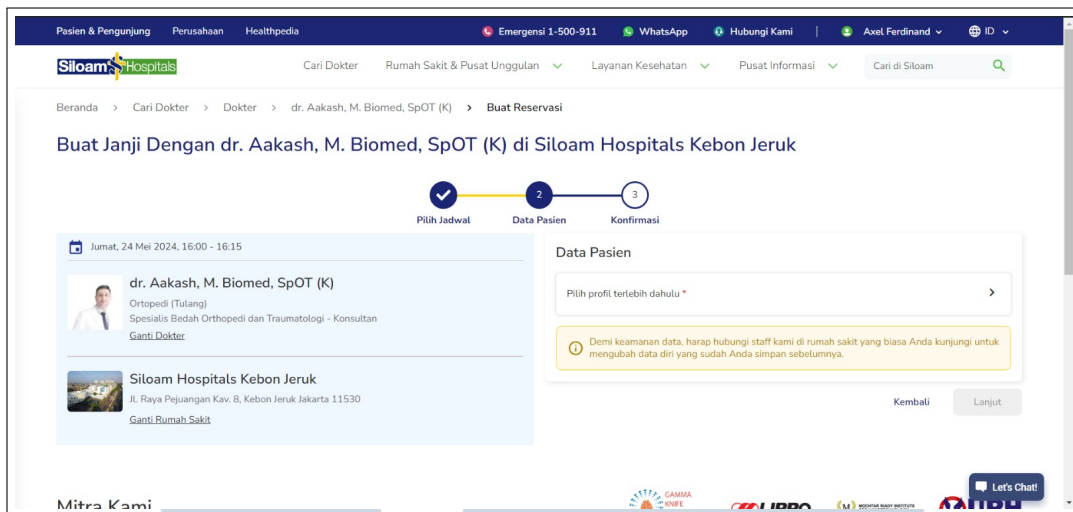 Pasien & Pengunjung Perusahaan Healthpedia Emergensi 1-500-911 WhatsApp Hubungi Kami | Axel Ferdinand ID
Siloam Hospitals Cari Dokter Rumah Sakit & Pusat Unggulan Layanan Kesehatan Pusat Informasi Cari di Siloam
Beranda > Cari Dokter > Dokter > dr. Aakash, M. Biomed, SpOT (K) > Buat Reservasi
Buat Janji Dengan dr. Aakash, M. Biomed, SpOT (K) di Siloam Hospitals Kebon Jeruk
2 3
Pilih Jadwal Data Pasien Konfirmasi
Jumat, 24 Mei 2024, 16:00 - 16:15
dr. Aakash, M. Biomed, SpOT (K)
Ortopedi (Tulang)
Spesialis Bedah Orthopedi dan Traumatologi - Konsultan
Ganti Dokter
Siloam Hospitals Kebon Jeruk
Jl. Raya Pejuangan Kav. 8, Kebon Jeruk Jakarta 11530
Ganti Rumah Sakit
Data Pasien
Pilih profil terlebih dahulu *
Demi keamanan data, harap hubungi staff kami di rumah sakit yang biasa Anda kunjungi untuk
mengubah data diri yang sudah Anda simpan sebelumnya.
Kembali Lanjut
Let's Chat!
Mitra Kami
GAMMA
KNIFE
LIPPO
MOCHTAR RIADY INSTITUTE
UPH